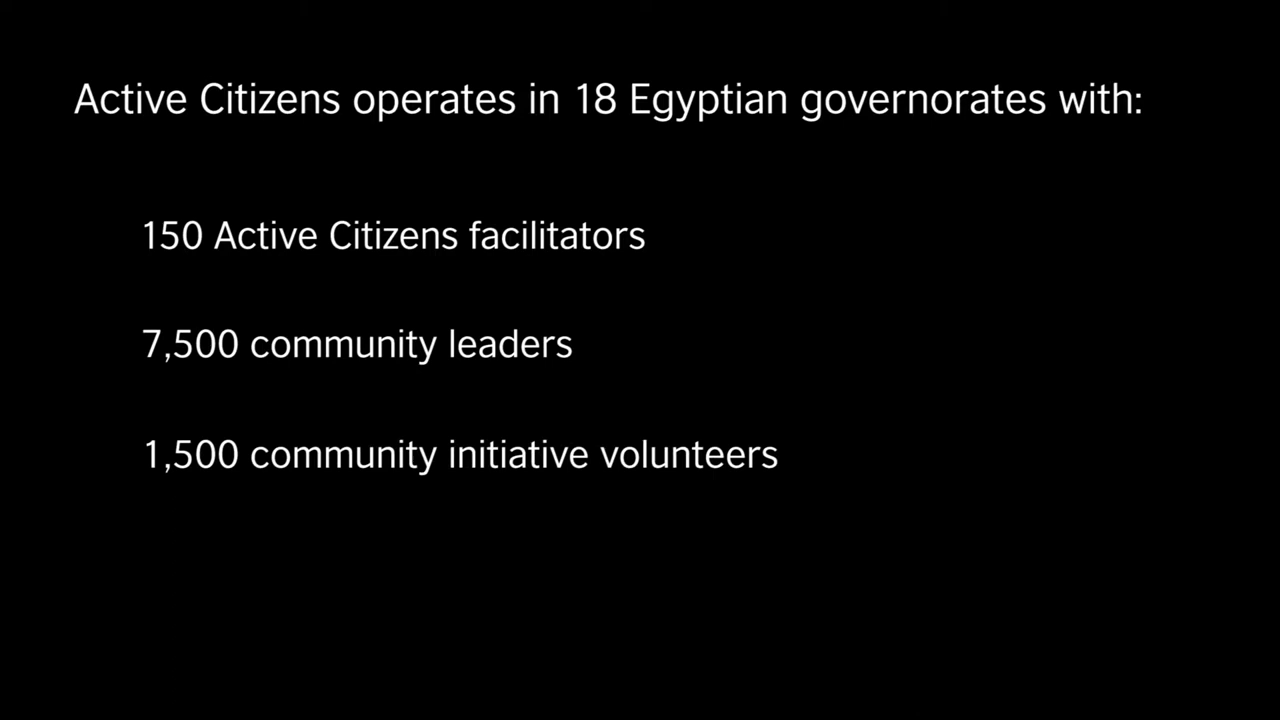 Active Citizens operates in 18 Egyptian governorates with:
150 Active Citizens facilitators
7,500 community leaders
1,500 community initiative volunteers